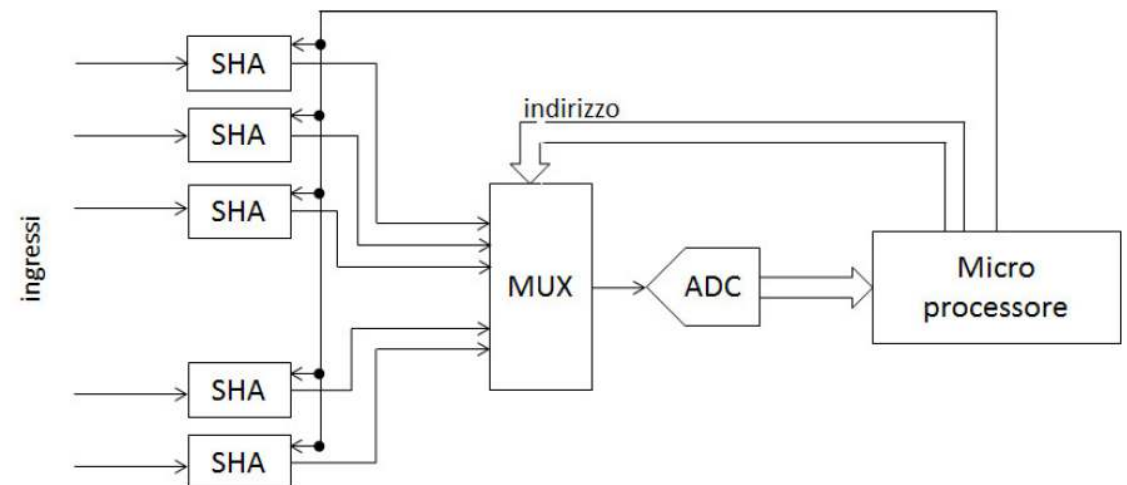 SHA
SHA
SHA
SHA
SHA
ingressi
indirizzo
MUX
ADC
Micro
processore